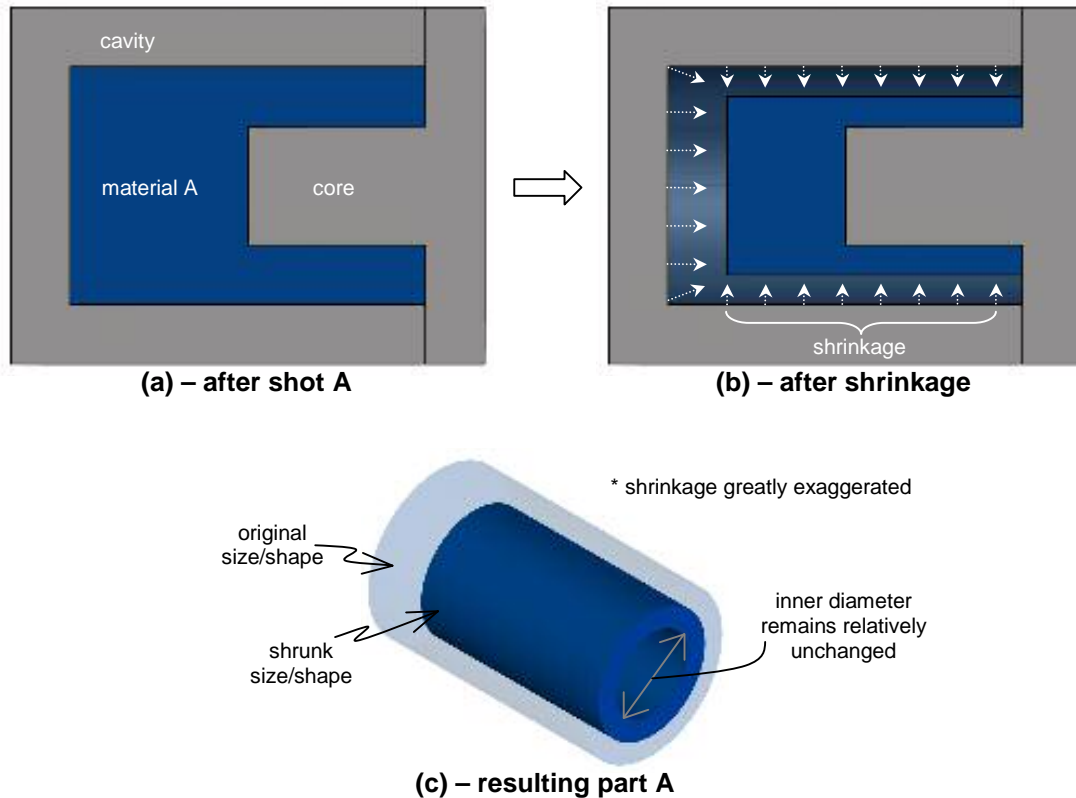 cavity
material A
core
(a) – after shot A
shrinkage
(b) – after shrinkage
* shrinkage greatly exaggerated
original
size/shape
shrunk
size/shape
inner diameter
remains relatively
unchanged
(c) – resulting part A